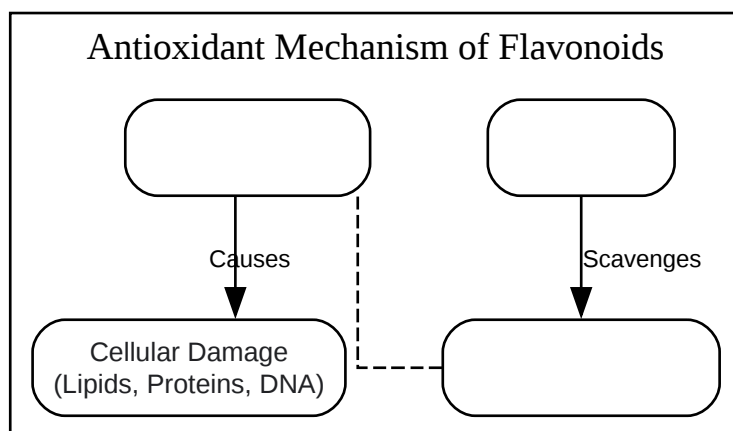 Antioxidant Mechanism of Flavonoids
Causes
Scavenges
Cellular Damage
(Lipids, Proteins, DNA)